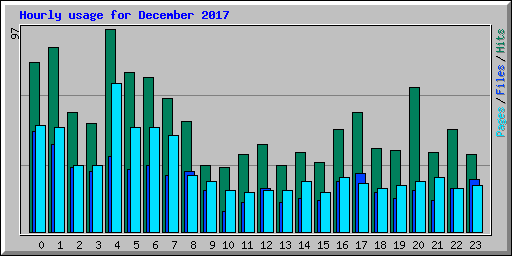 Hourly usage for December 2017
97
Pages / Files / Hits
0 1 2 3 4 5 6 7 8 9 10 11 12 13 14 15 16 17 18 19 20 21 22 23